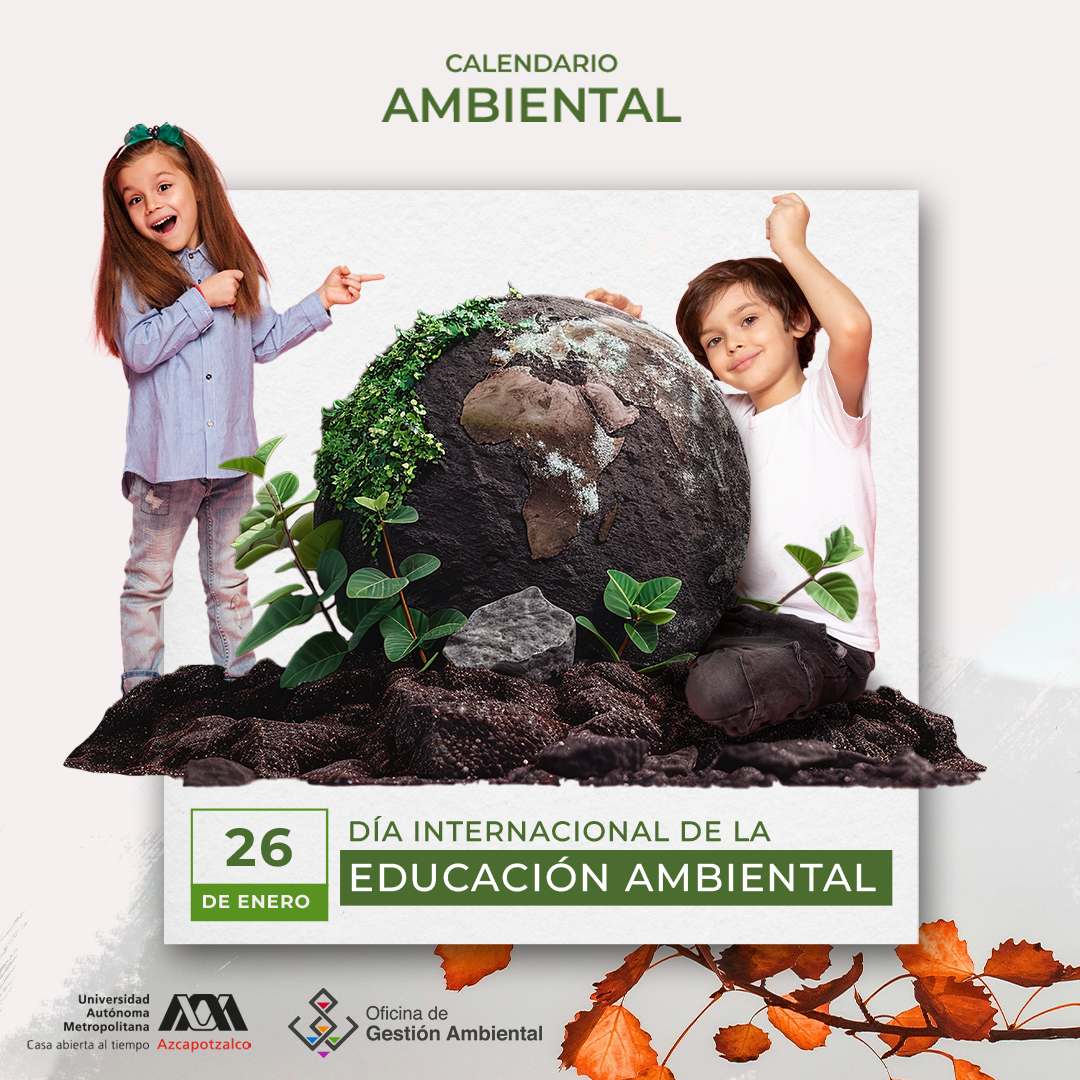 CALENDARIO
AMBIENTAL
26
DE ENERO
DÍA INTERNACIONAL DE LA
EDUCACIÓN AMBIENTAL
Universidad
Autónoma
Metropolitana
Casa abierta al tiempo Azcapotzalco
Oficina de
Gestión Ambiental